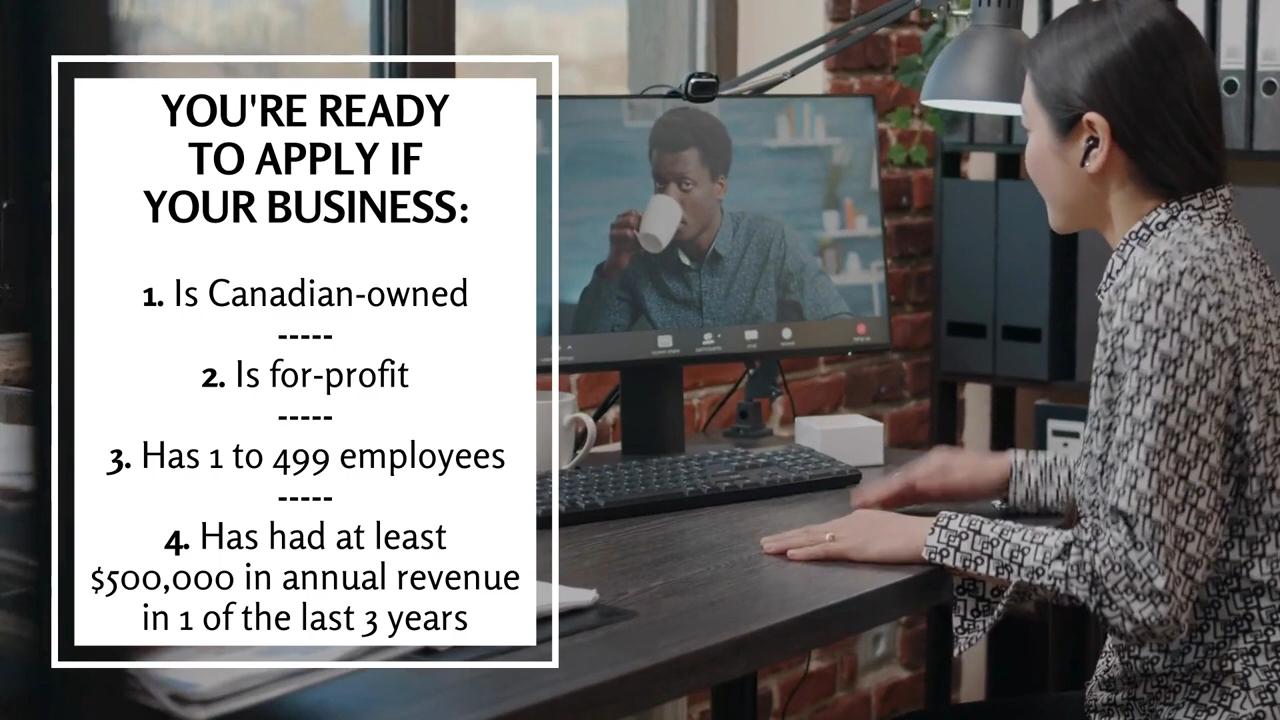 YOU'RE READY
TO APPLY IF
YOUR BUSINESS:
1. Is Canadian-owned
-----
2. Is for-profit
-----
3. Has 1 to 499 employees
-----
4. Has had at least
$500,000 in annual revenue
in 1 of the last 3 years